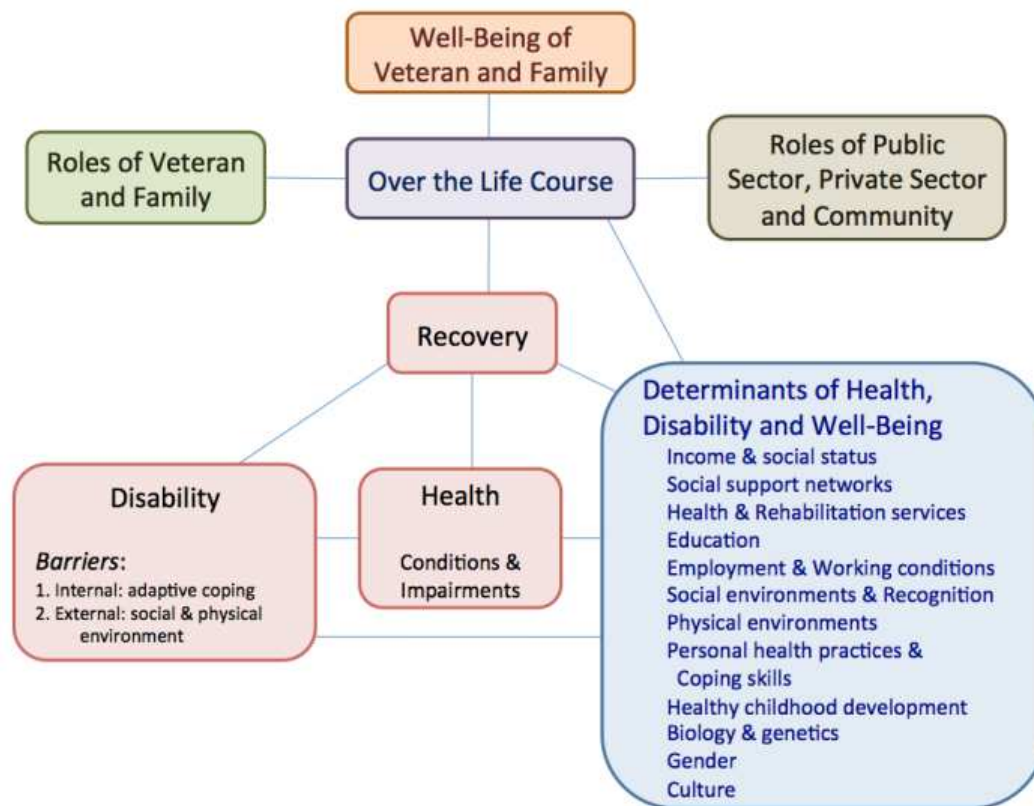 Well-Being of
Veteran and Family
Roles of Veteran
and Family
Over the Life Course
Roles of Public
Sector, Private Sector
and Community
Recovery
Disability
Barriers:
1. Internal: adaptive coping
2. External: social & physical
environment
Health
Conditions &
Impairments
Determinants of Health,
Disability and Well-Being
Income & social status
Social support networks
Health & Rehabilitation services
Education
Employment & Working conditions
Social environments & Recognition
Physical environments
Personal health practices &
Coping skills
Healthy childhood development
Biology & genetics
Gender
Culture